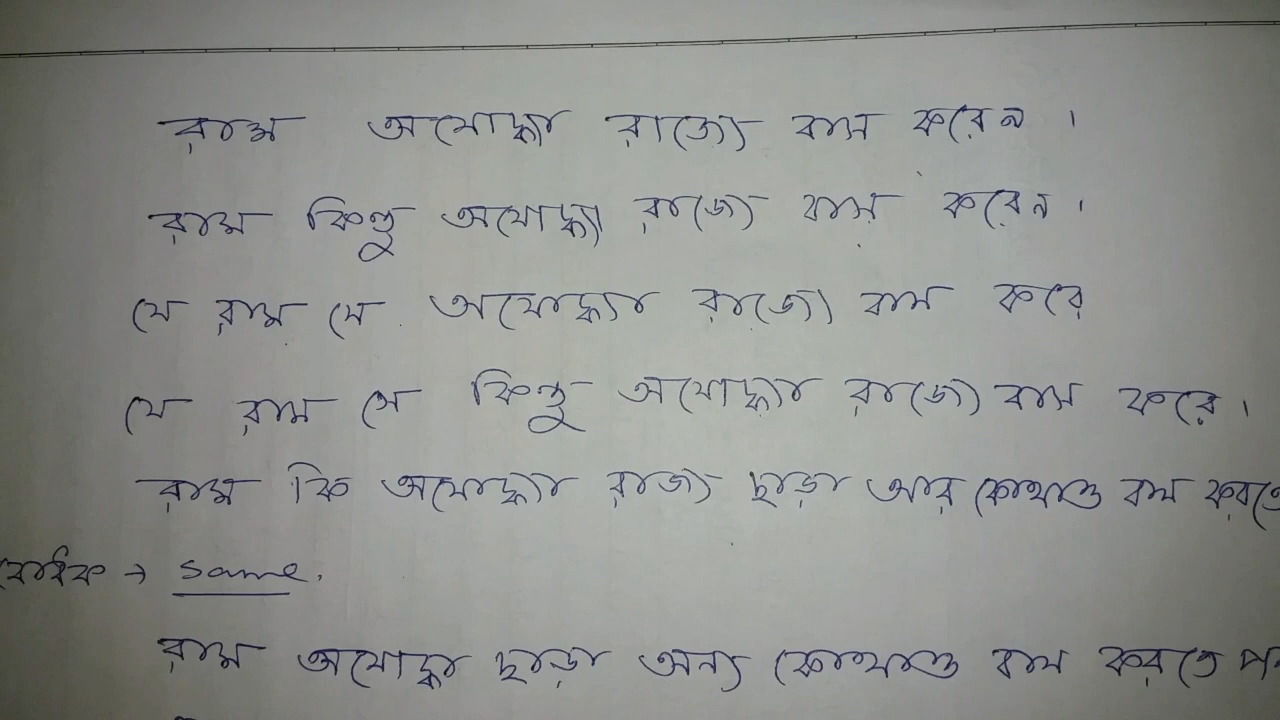 রাম অযোদ্ধা রাজ্যে বাস করেন ।
রাম কিন্তু অযোদ্ধা রাজ্যে বাস করেন ।
যে রাম সে অযোদ্ধার রাজ্যে বাস করে
যে রাম সে কিন্তু অযোদ্ধার রাজ্যে বাস করে ।
রাম কি অযোদ্ধার রাজ্য ছাড়া আর কোথাও বাস করতে
→ same.
রাম অযোদ্ধা ছাড়া অন্য কোথাও বাস করতে